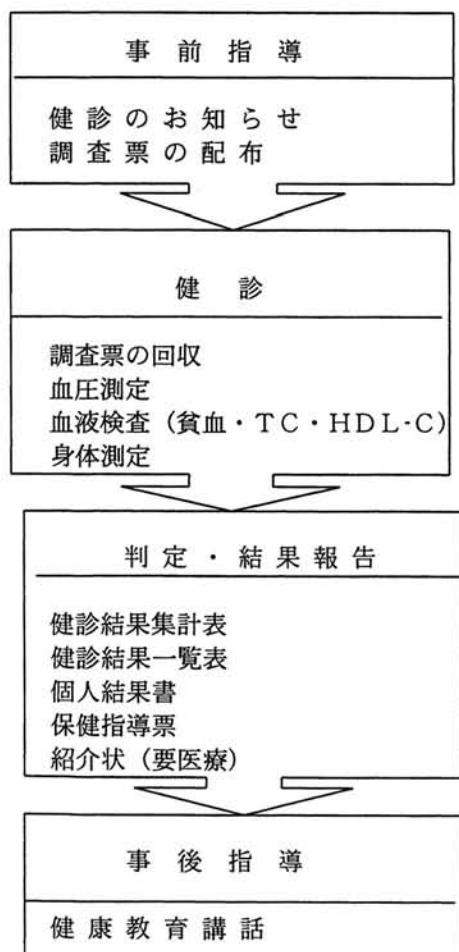 事前指導
健診のお知らせ
調査票の配布
健診
調査票の回収
血圧測定
血液検査（貧血・ＴＣ・ＨＤＬ-Ｃ）
身体測定
判定・結果報告
健診結果集計表
健診結果一覧表
個人結果書
保健指導票
紹介状（要医療）
事後指導
健康教育講話